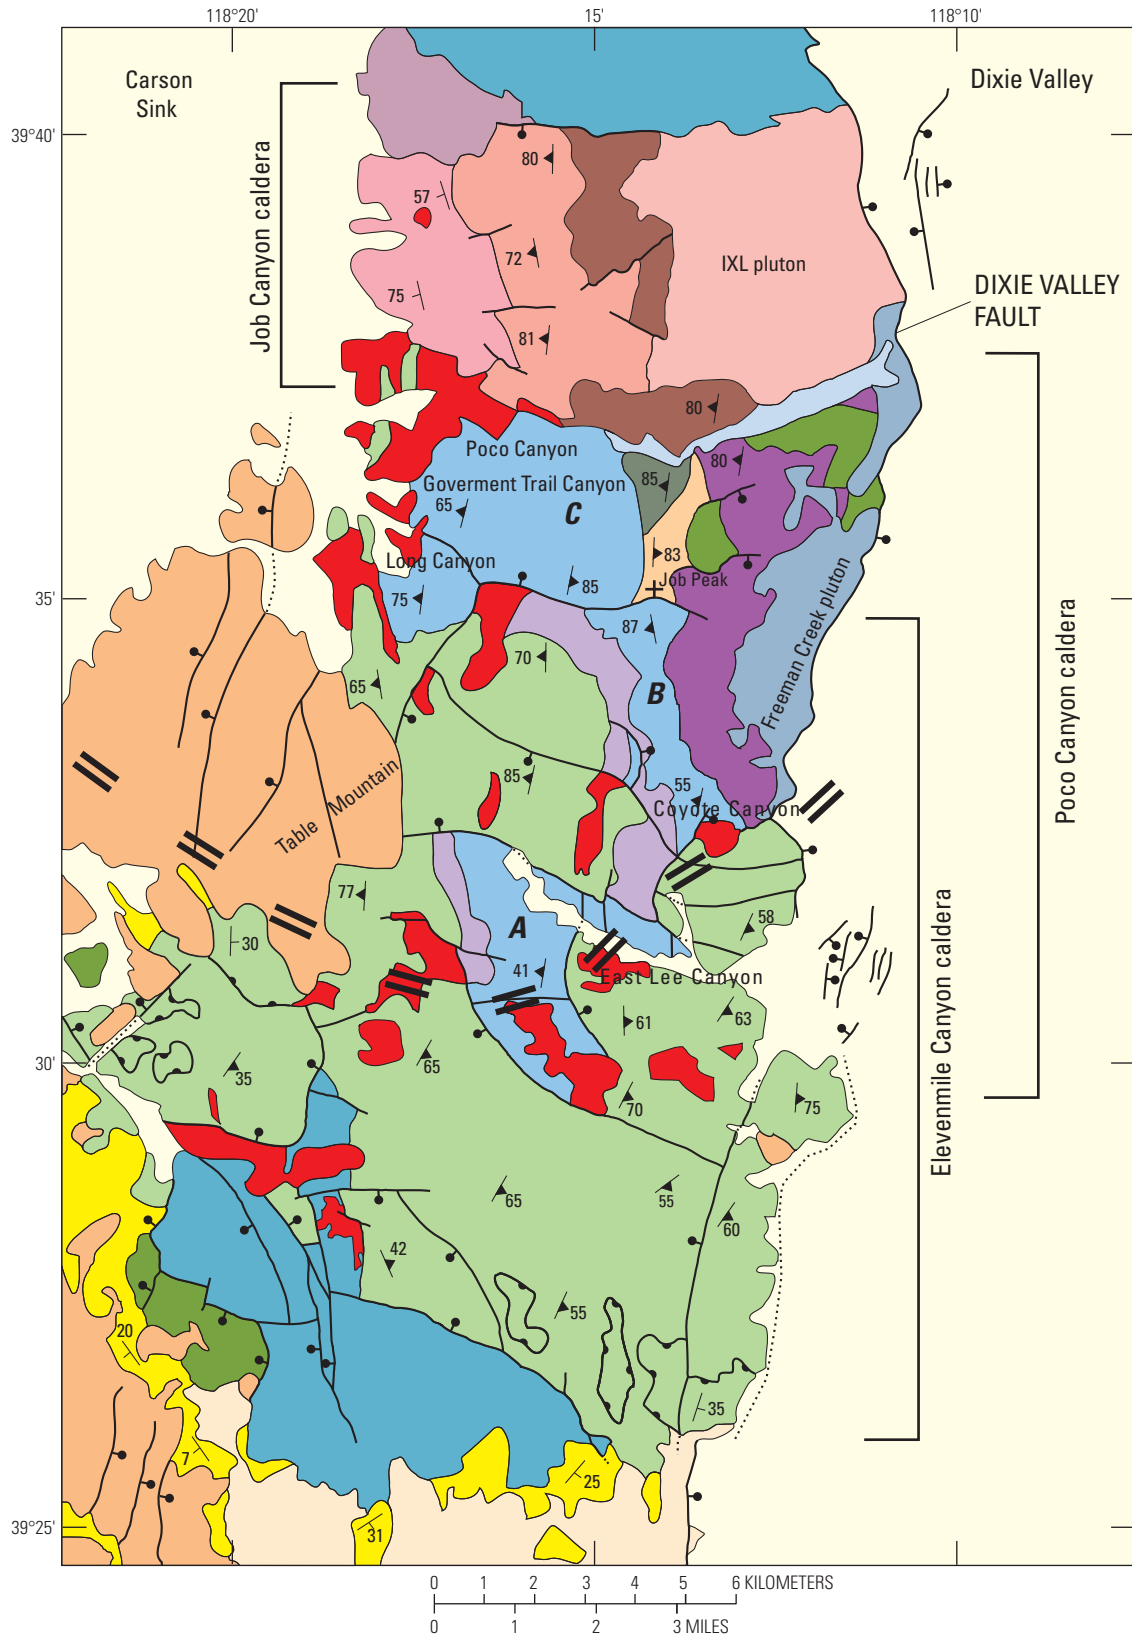 118°20'
15'
118°10'
Carson
Sink
Dixie Valley
39°40'
80
57
Job Canyon caldera
72
IXL pluton
75
DIXIE VALLEY
FAULT
81
80
Poco Canyon
80
Goverment Trail Canyon
85
65
C
83
Long Canyon
Job Peak
85
75
39°35'
35'
87
70
Freeman Creek pluton
65
B
Poco Canyon caldera
85
55
Table Mountain
Coyote Canyon
77
58
A
30
41
East Lee Canyon
63
61
Elevenmile Canyon caldera
30'
65
35
70
75
65
55
60
42
55
20
35
7
25
31
39°25'
0 1 2 3 4 5 6 KILOMETERS
0 1 2 3 MILES